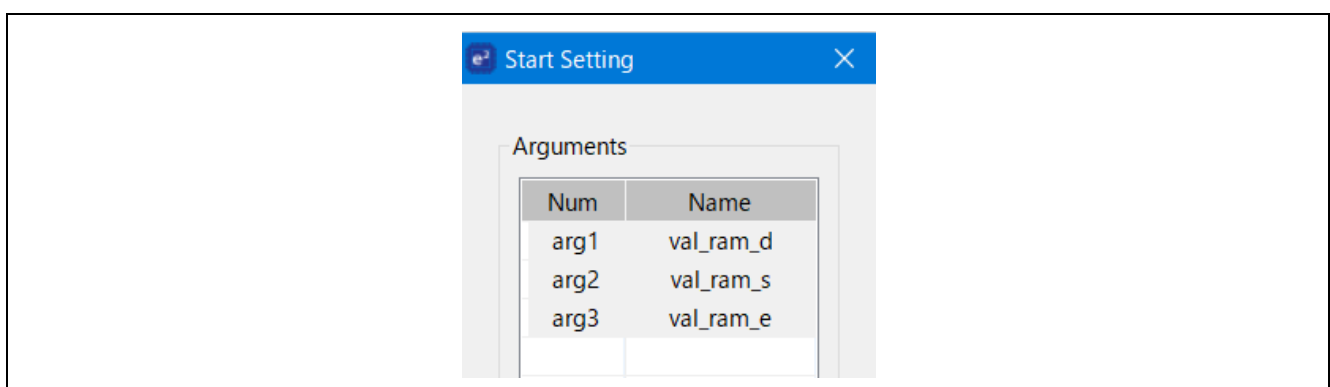 e² Start Setting
Arguments
Num Name
arg1 val_ram_d
arg2 val_ram_s
arg3 val_ram_e